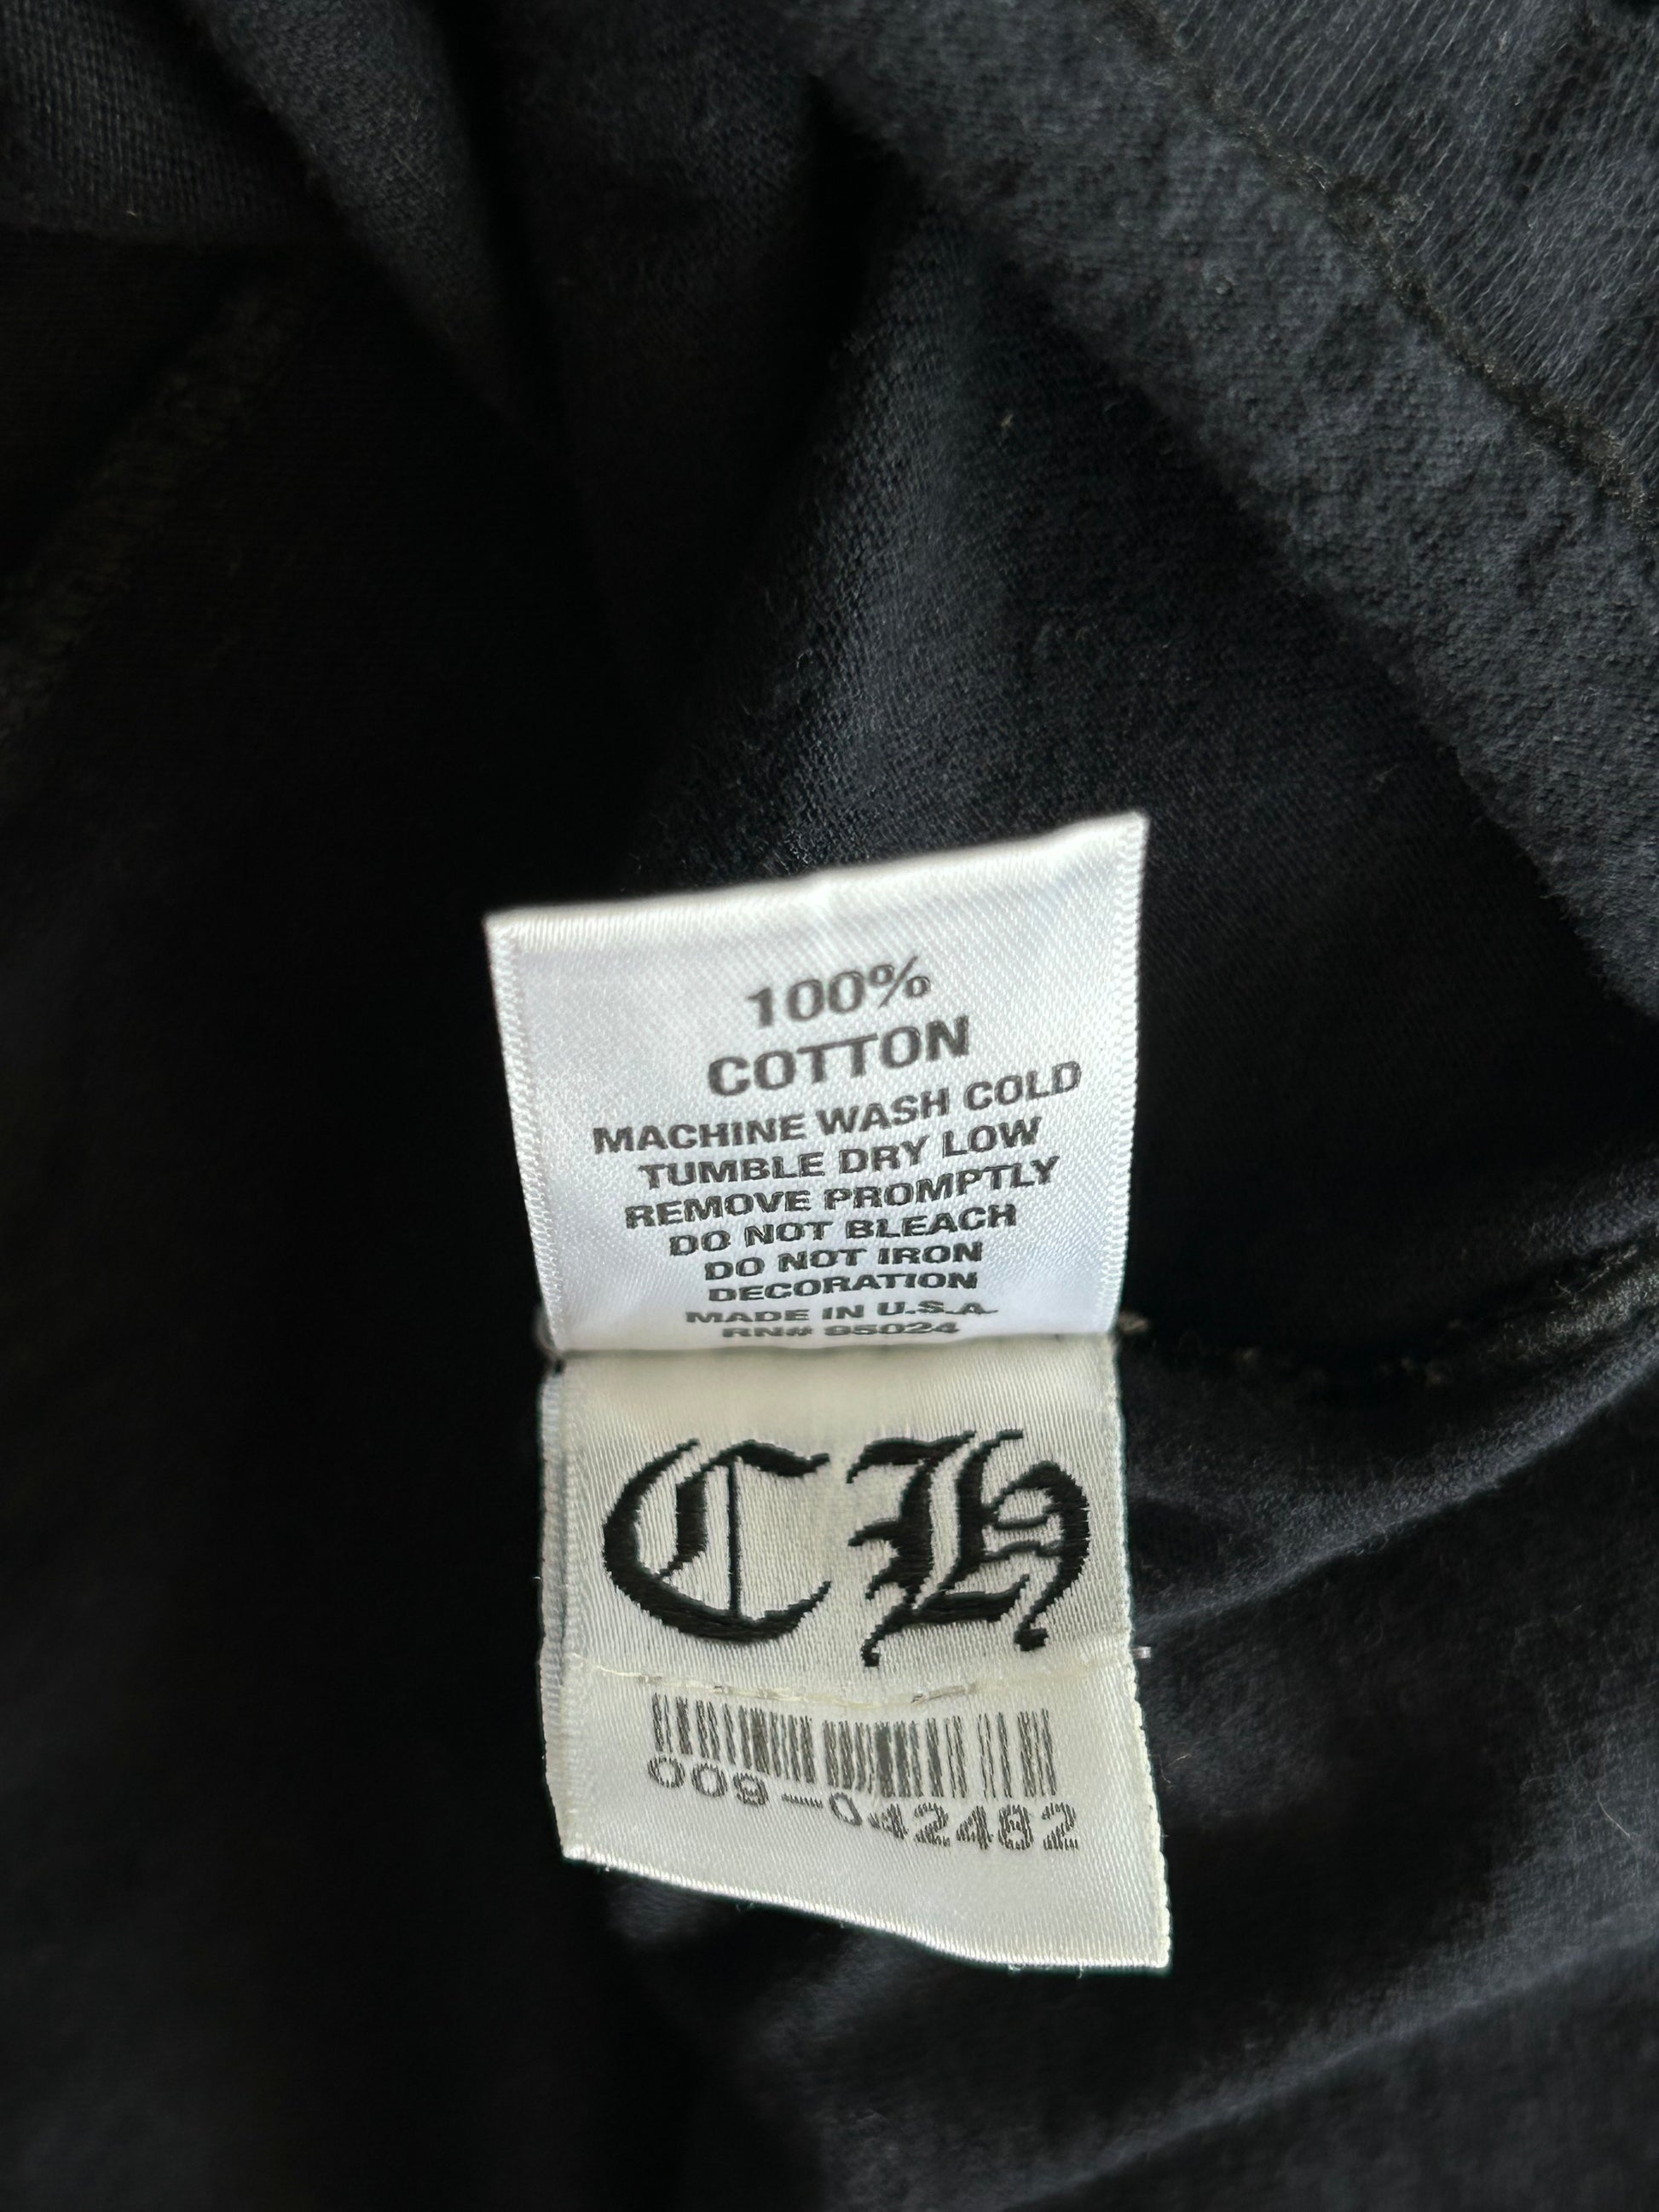 100%
COTTON
MACHINE WASH COLD
TUMBLE DRY LOW
REMOVE PROMPTLY
DO NOT BLEACH
DO NOT IRON
DECORATION
MADE IN U.S.A.
RN# 95024
CH
009-042482